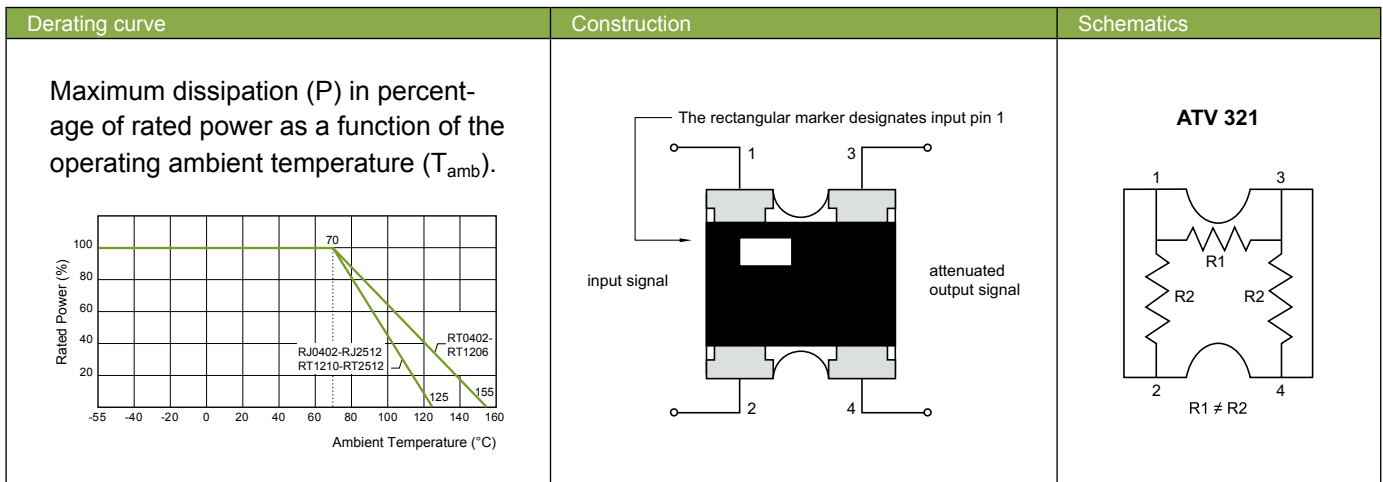 Derating curve
Construction
Schematics
Maximum dissipation (P) in percent-
age of rated power as a function of the
operating ambient temperature (Tamb).
Rated Power (%)
100
80
60
40
20
70
RJ0402-RJ2512
RT1210-RT2512
RT0402-
RT1206
125
155
-55 -40 -20 0 20 40 60 80 100 120 140 160
Ambient Temperature (°C)
The rectangular marker designates input pin 1
1 3
input signal
attenuated
output signal
2 4
ATV 321
1 3
R1
R2 R2
2 4
R1 ≠ R2